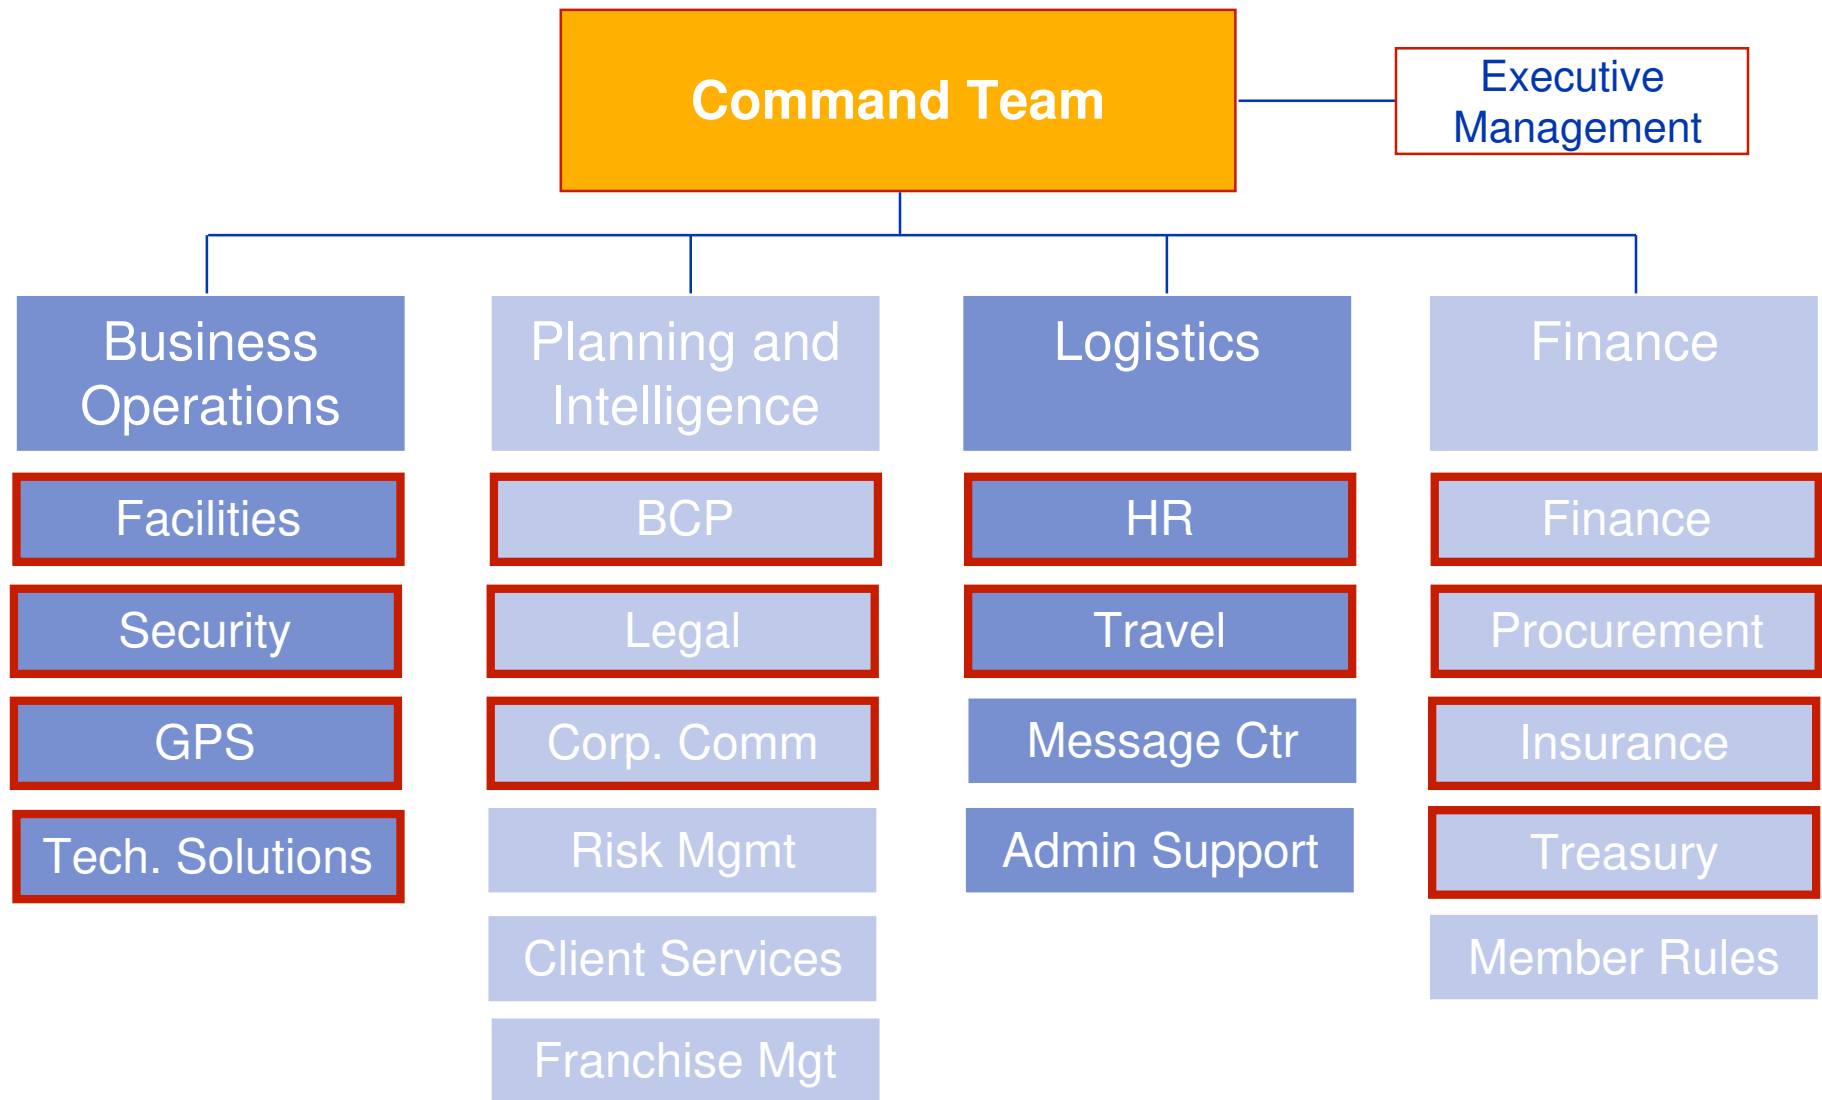 Command Team
Executive
Management
Business
Operations
Planning and
Intelligence
Logistics
Finance
Facilities
BCP
HR
Finance
Security
Legal
Travel
Procurement
GPS
Corp. Comm
Message Ctr
Insurance
Tech. Solutions
Risk Mgmt
Admin Support
Treasury
Client Services
Member Rules
Franchise Mgt